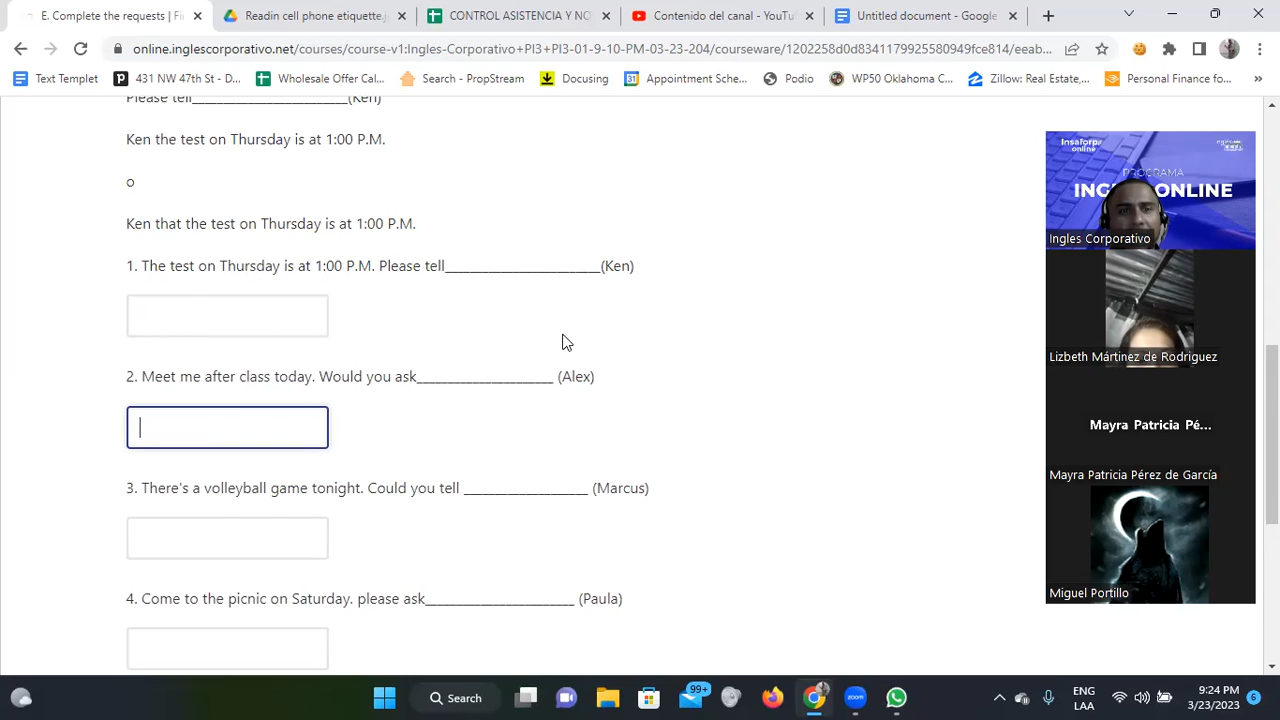 E. Complete the requests | Fi
Readin cell phone etiquette.j
CONTROL ASISTENCIA Y NO
Contenido del canal - YouTu
Untitled document - Google
online.inglescorporativo.net/courses/course-v1:Ingles-Corporativo+PI3+PI3-01-9-10-PM-03-23-204/courseware/1202258d0d8341179925580949fce814/eeab...
Text Templet
431 NW 47th St - D...
Wholesale Offer Cal...
Search - PropStream
Docusing
Appointment Sche...
Podio
WP50 Oklahoma C...
Zillow: Real Estate,...
Personal Finance fo...
»
Please tell______________________(Ken)
Ken the test on Thursday is at 1:00 P.M.
o
Ken that the test on Thursday is at 1:00 P.M.
1. The test on Thursday is at 1:00 P.M. Please tell______________________(Ken)
2. Meet me after class today. Would you ask___________________ (Alex)
3. There's a volleyball game tonight. Could you tell _________________ (Marcus)
4. Come to the picnic on Saturday. please ask_____________________ (Paula)
Insaforp online
PROGRAMA
INGL ONLINE
Ingles Corporativo
Lizbeth Mártinez de Rodriguez
Mayra Patricia Pé...
Mayra Patricia Pérez de García
Miguel Portillo
Search
99+
ENG
LAA
9:24 PM
3/23/2023
6